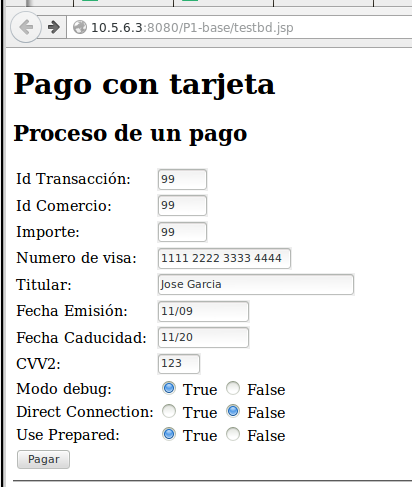 10.5.6.3:8080/P1-base/testbd.jsp
Pago con tarjeta
Proceso de un pago
Id Transacción: 99
Id Comercio: 99
Importe: 99
Numero de visa: 1111 2222 3333 4444
Titular: Jose Garcia
Fecha Emisión: 11/09
Fecha Caducidad: 11/20
CVV2: 123
Modo debug: True False
Direct Connection: True False
Use Prepared: True False
Pagar